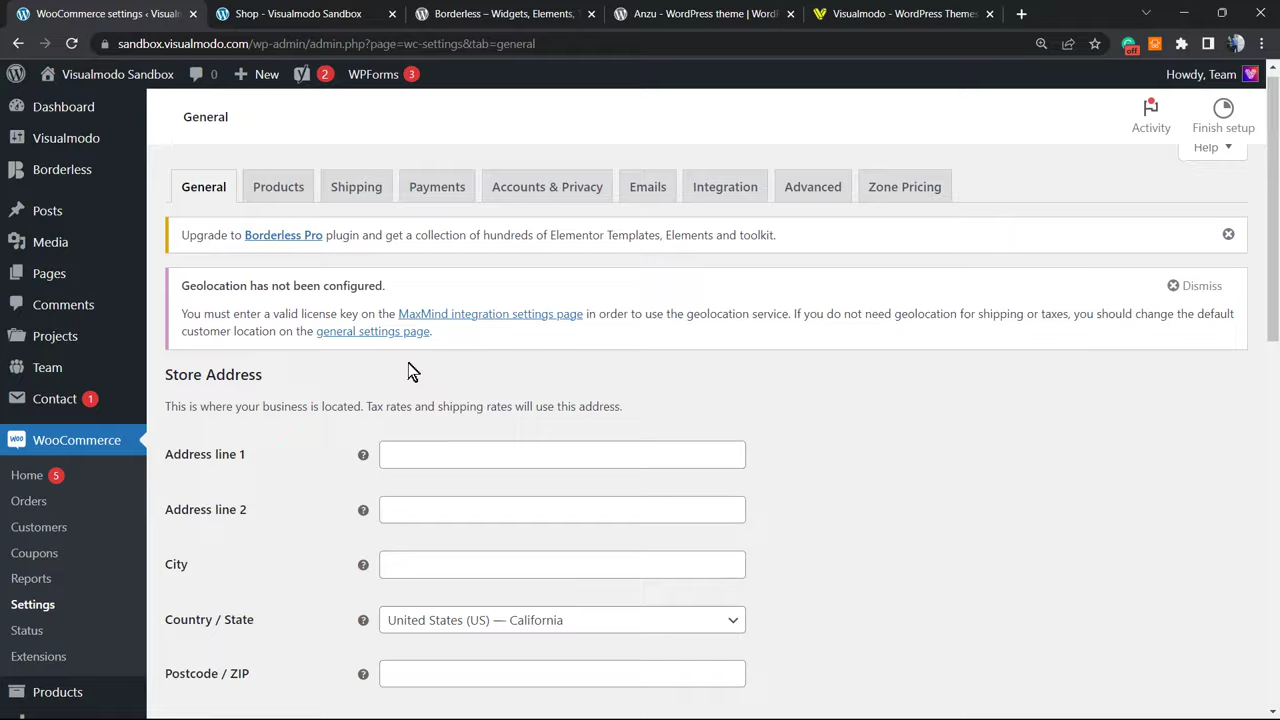 WooCommerce settings ‹ Visualm
Shop - Visualmodo Sandbox
Borderless – Widgets, Elements, T
Anzu - WordPress theme | WordP
Visualmodo - WordPress Themes
sandbox.visualmodo.com/wp-admin/admin.php?page=wc-settings&tab=general
off
Visualmodo Sandbox
0
New
2
WPForms
3
Howdy, Team
Dashboard
Visualmodo
Borderless
Posts
Media
Pages
Comments
Projects
Team
Contact 1
WooCommerce
Home 5
Orders
Customers
Coupons
Reports
Settings
Status
Extensions
Products
General
Activity
Finish setup
Help
General
Products
Shipping
Payments
Accounts & Privacy
Emails
Integration
Advanced
Zone Pricing
Upgrade to Borderless Pro plugin and get a collection of hundreds of Elementor Templates, Elements and toolkit.
Geolocation has not been configured.
Dismiss
You must enter a valid license key on the MaxMind integration settings page in order to use the geolocation service. If you do not need geolocation for shipping or taxes, you should change the default
customer location on the general settings page.
Store Address
This is where your business is located. Tax rates and shipping rates will use this address.
Address line 1
Address line 2
City
Country / State
United States (US) — California
Postcode / ZIP